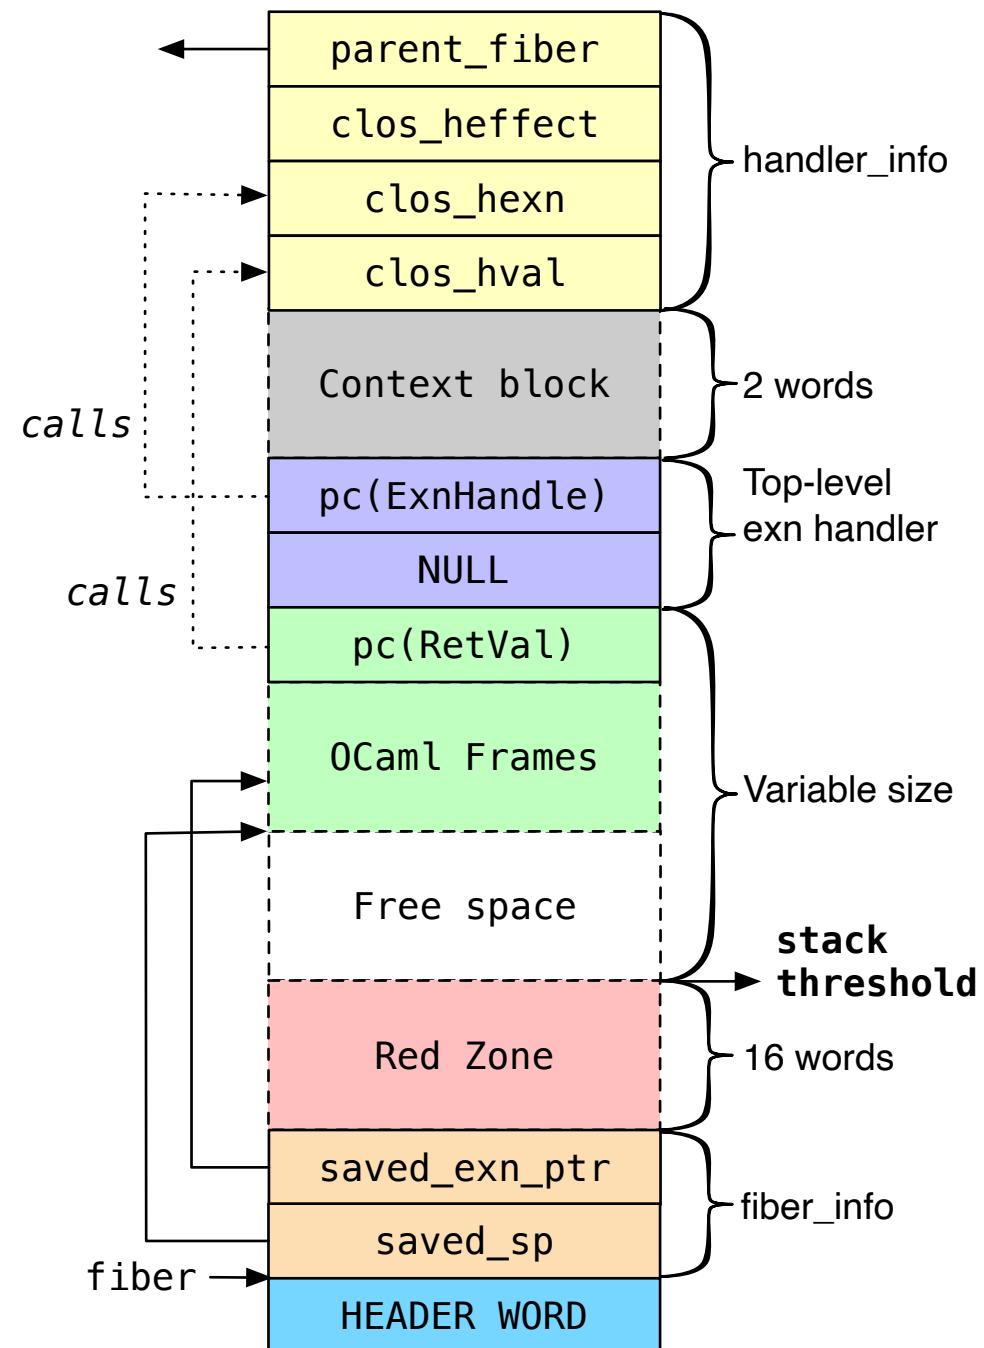 parent_fiber
clos_heffect
handler_info
clos_hexn
clos_hval
Context block
2 words
calls
pc(ExnHandle)
Top-level
exn handler
NULL
calls
pc(RetVal)
OCaml Frames
Variable size
Free space
stack
threshold
Red Zone
16 words
saved_exn_ptr
fiber_info
saved_sp
fiber
HEADER WORD